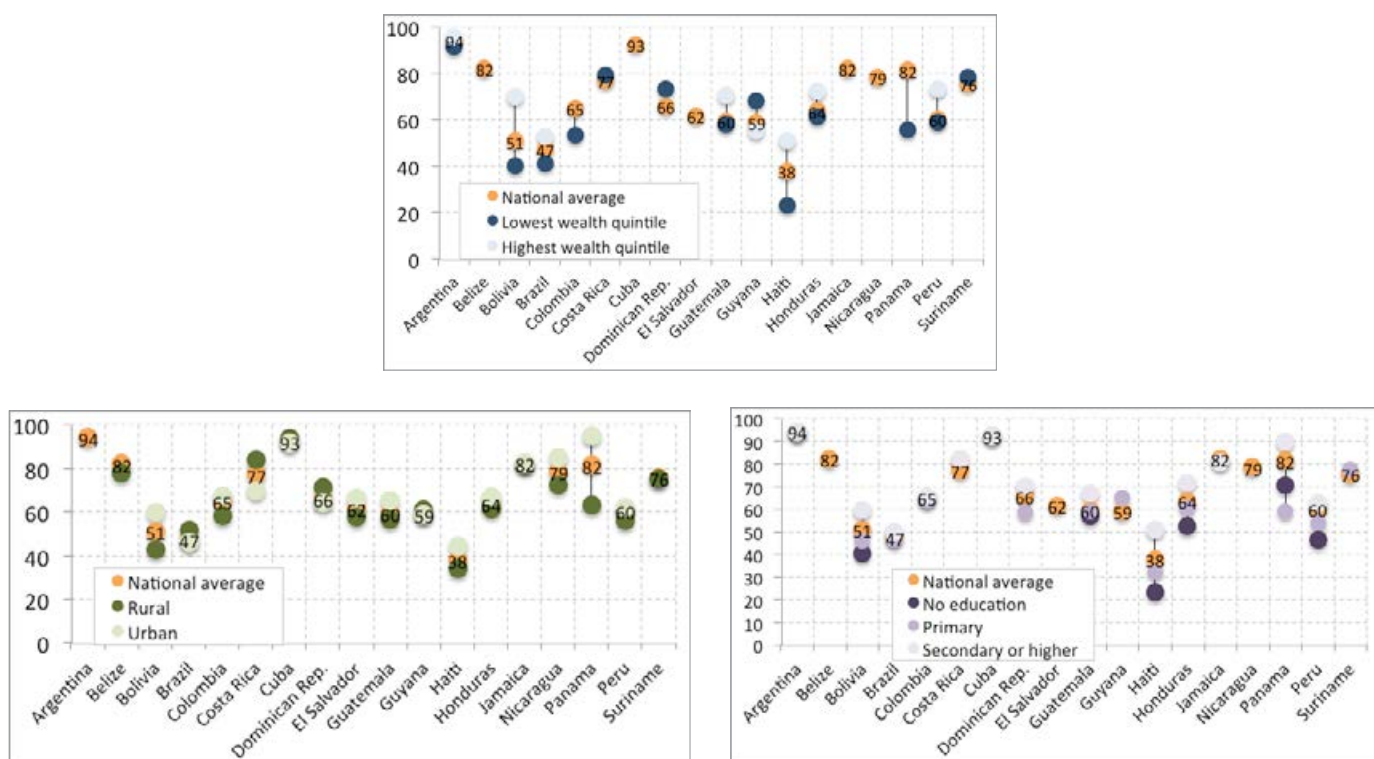 100
80
60
40
20
0
94
82
51
47
65
77
93
66
62
60
59
38
64
82
79
82
60
76
National average
Lowest wealth quintile
Highest wealth quintile
Argentina
Belize
Bolivia
Brazil
Colombia
Costa Rica
Cuba
Dominican Rep.
El Salvador
Guatemala
Guyana
Haiti
Honduras
Jamaica
Nicaragua
Panama
Peru
Suriname
100
80
60
40
20
0
94
82
51
47
65
77
93
66
62
60
59
38
64
82
79
82
60
76
National average
Rural
Urban
Argentina
Belize
Bolivia
Brazil
Colombia
Costa Rica
Cuba
Dominican Rep.
El Salvador
Guatemala
Guyana
Haiti
Honduras
Jamaica
Nicaragua
Panama
Peru
Suriname
100
90
80
70
60
50
40
30
20
10
0
94
82
51
47
65
77
93
66
62
60
59
38
64
82
79
82
60
76
National average
No education
Primary
Secondary or higher
Argentina
Belize
Bolivia
Brazil
Colombia
Costa Rica
Cuba
Dominican Rep.
El Salvador
Guatemala
Guyana
Haiti
Honduras
Jamaica
Nicaragua
Panama
Peru
Suriname